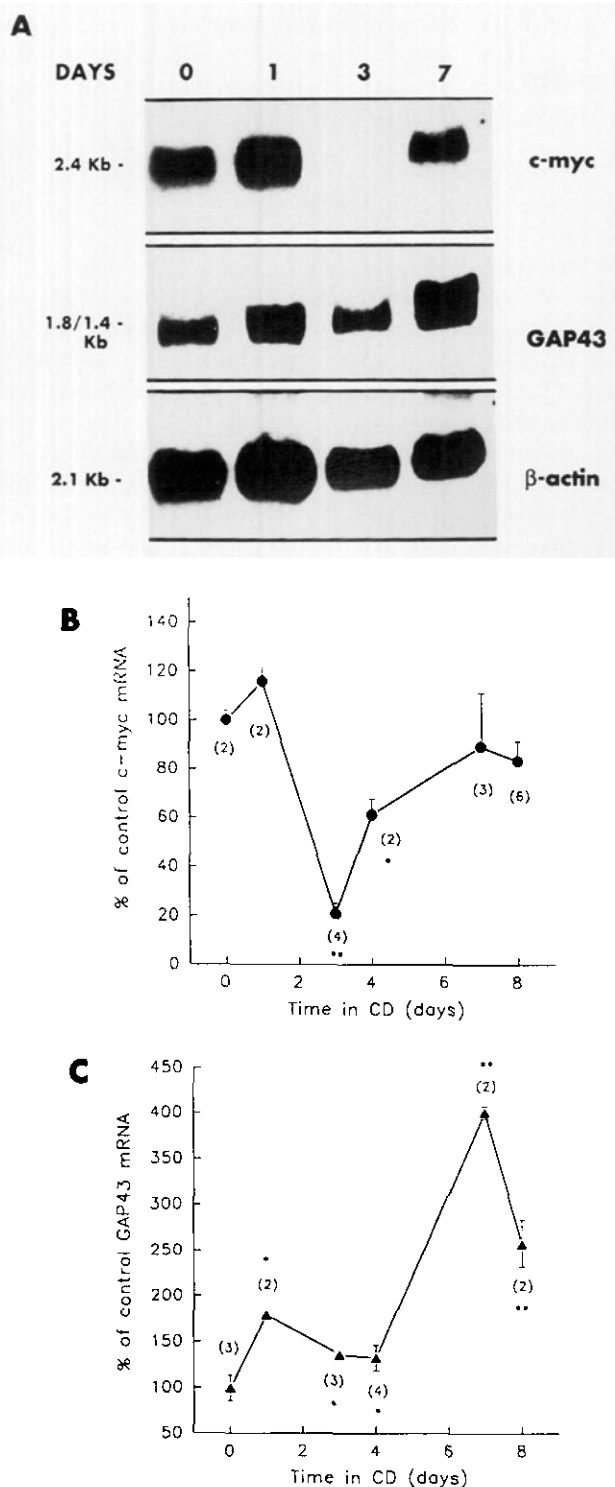 A
DAYS 0 1 3 7
2.4 Kb - c-myc
1.8/1.4 - Kb GAP43
2.1 Kb - β-actin
B
% of control c-myc mRNA
140
120
100
80
60
40
20
0
(2)
(2)
(4)
**
(2)
*
(3)
(6)
0 2 4 6 8
Time in CD (days)
C
% of control GAP43 mRNA
450
400
350
300
250
200
150
100
50
(3)
*
(2)
(3)
*
(4)
*
**
(2)
(2)
**
0 2 4 6 8
Time in CD (days)